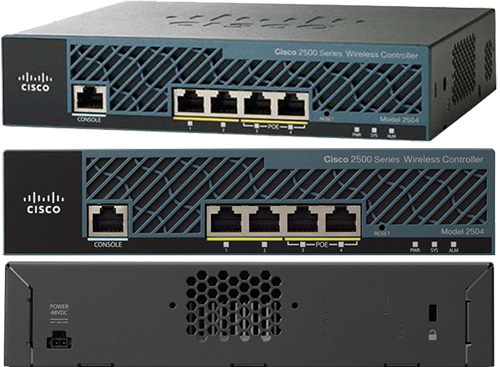 Cisco 2500 Series Wireless Controller
CISCO
CONSOLE
1 2 3 POE 4
RESET
Model 2504
PWR SYS ALM
Cisco 2500 Series Wireless Controller
CISCO
CONSOLE
1 2 3 POE 4
RESET
Model 2504
PWR SYS ALM
POWER
48VDC